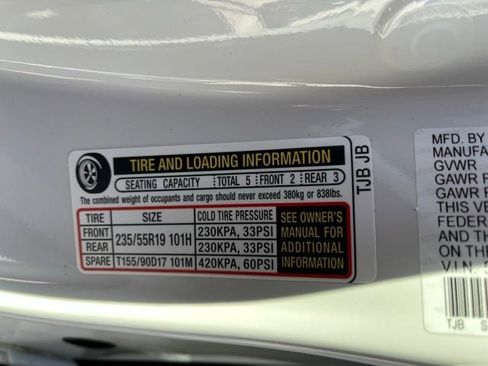 TIRE AND LOADING INFORMATION
SEATING CAPACITY TOTAL 5 FRONT 2 REAR 3
The combined weight of occupants and cargo should never exceed 380kg or 838lbs.
TIRE SIZE COLD TIRE PRESSURE
FRONT 235/55R19 101H 230KPA, 33PSI
REAR 230KPA, 33PSI
SPARE T155/90D17 101M 420KPA, 60PSI
SEE OWNER'S
MANUAL FOR
ADDITIONAL
INFORMATION
TJB JB
MFD. BY
MANUFA
GVWR
GAWR F
GAWR
THIS VE
FEDER
AND TH
ON THE
V.I.N. 5
TJB S